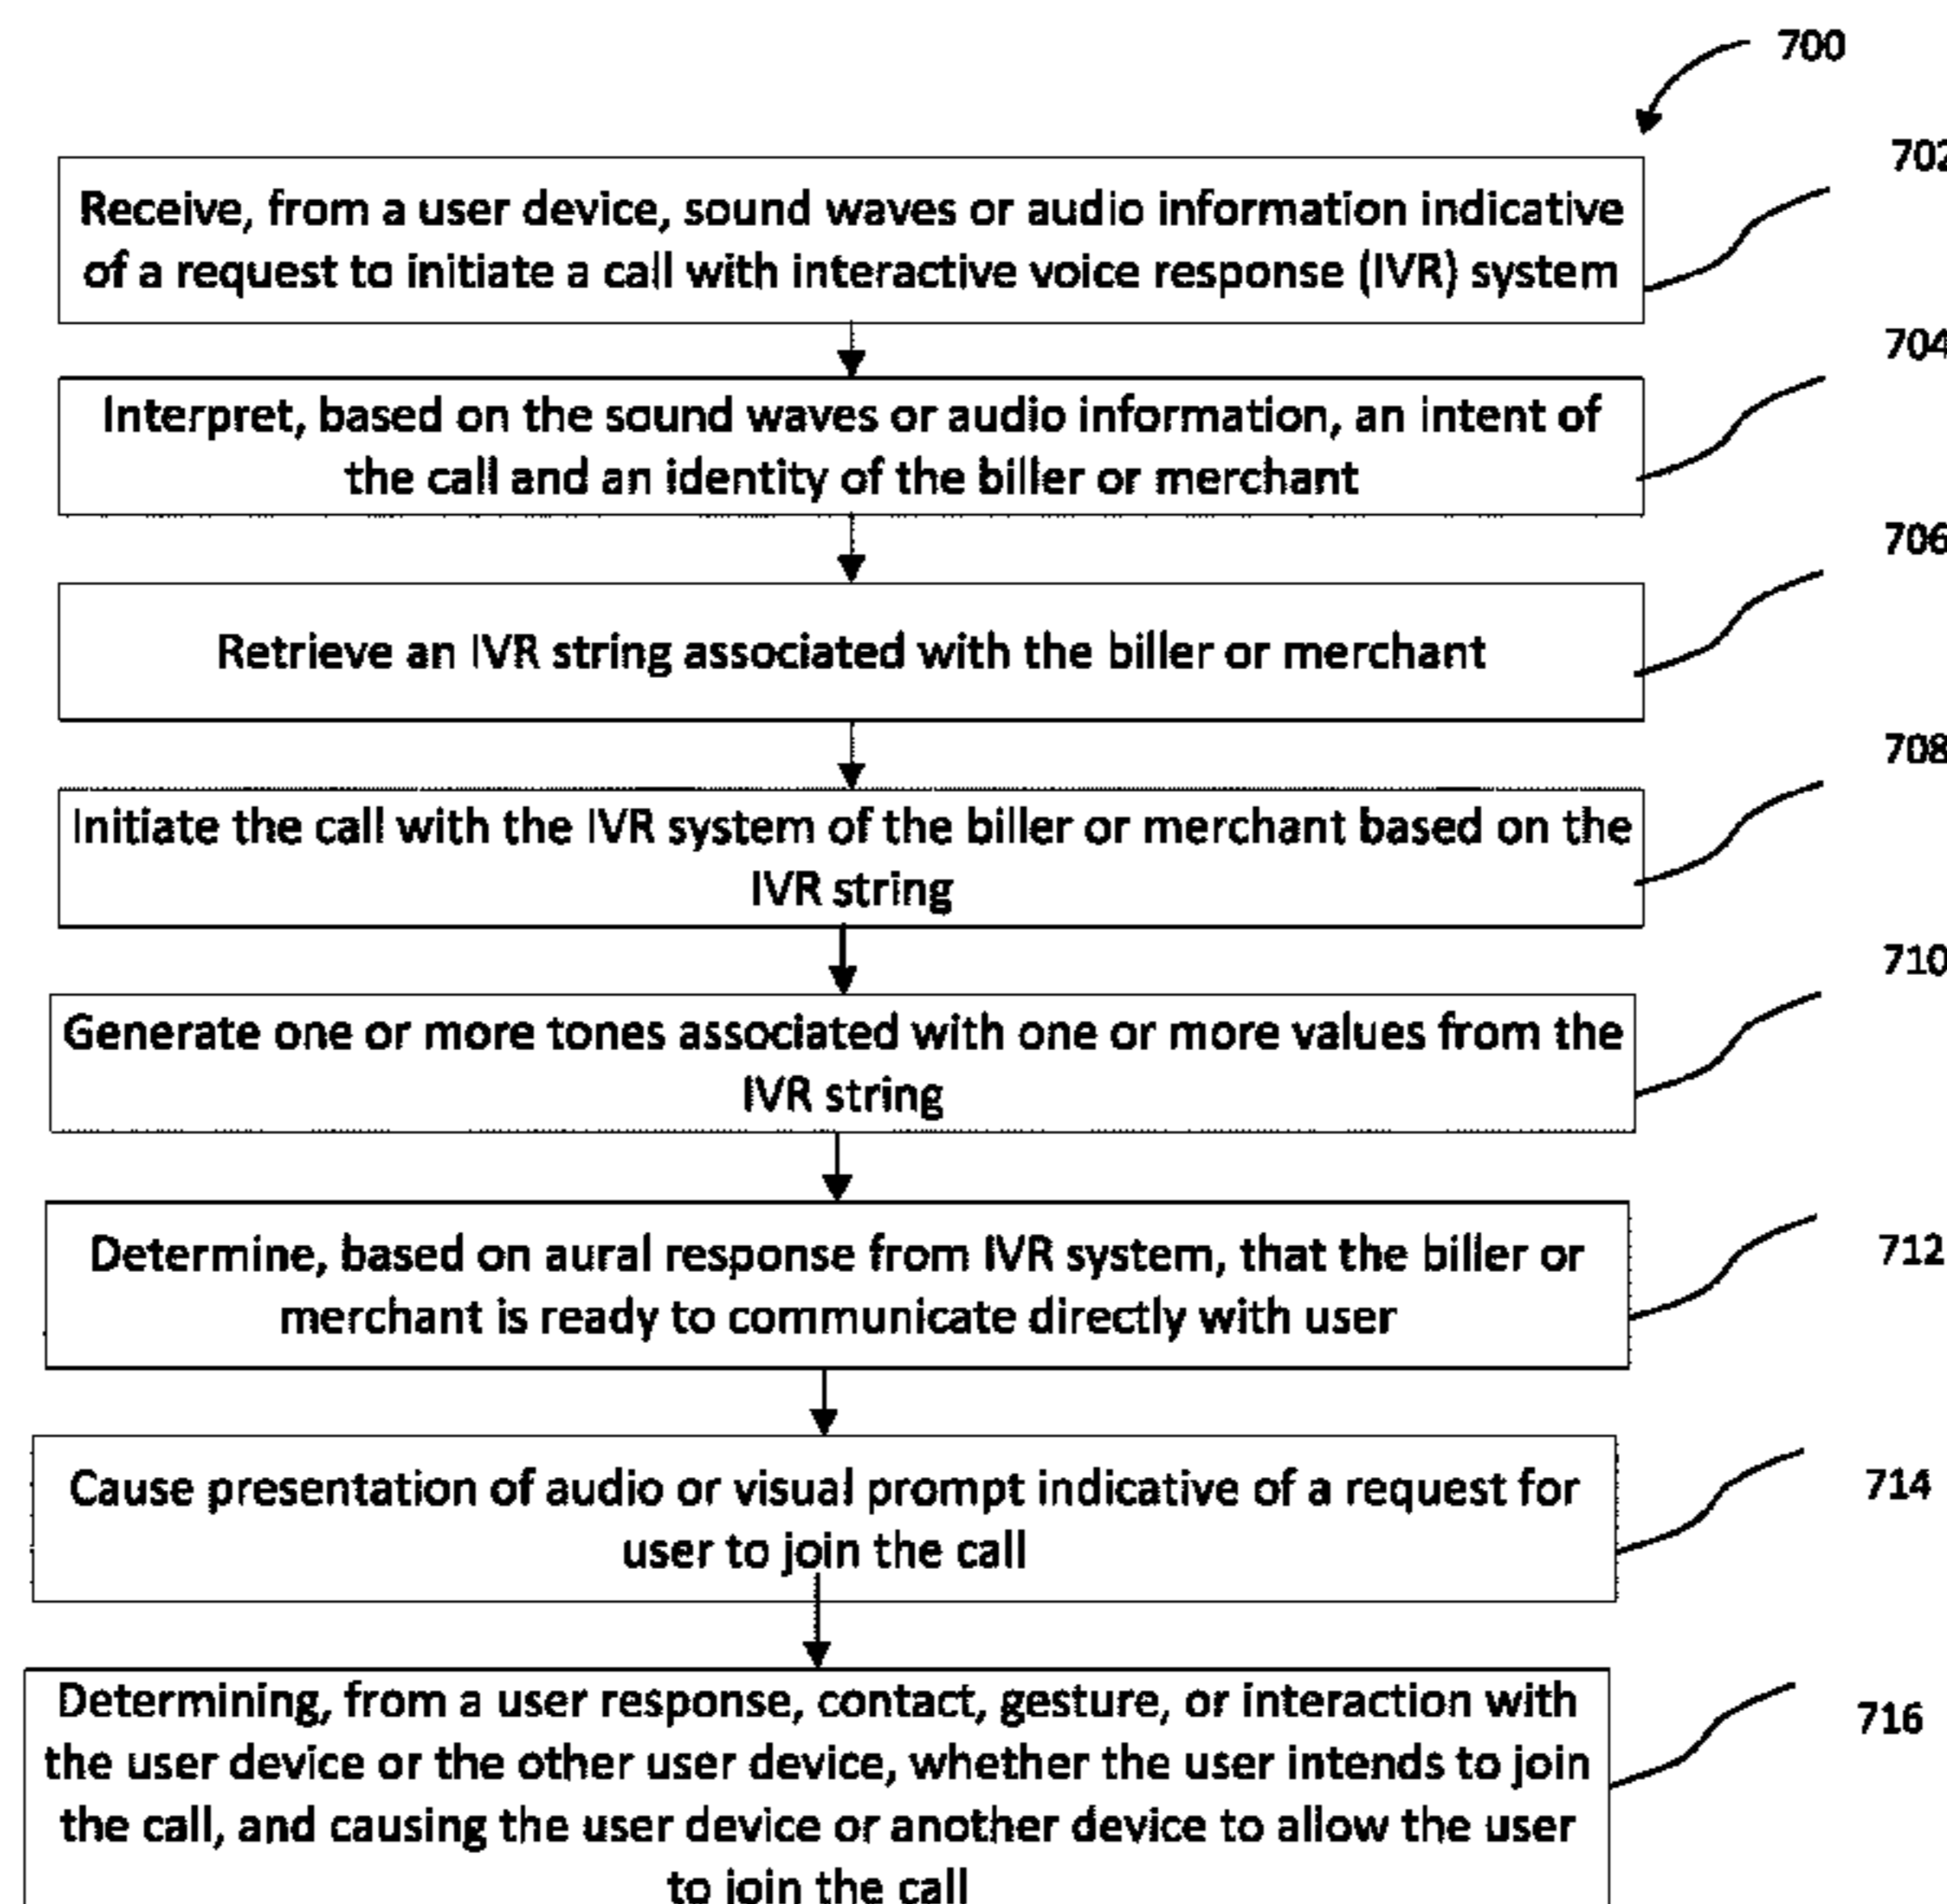 700
702
Receive, from a user device, sound waves or audio information indicative
of a request to initiate a call with interactive voice response (IVR) system
704
Interpret, based on the sound waves or audio information, an intent of
the call and an identity of the biller or merchant
706
Retrieve an IVR string associated with the biller or merchant
708
Initiate the call with the IVR system of the biller or merchant based on the
IVR string
710
Generate one or more tones associated with one or more values from the
IVR string
712
Determine, based on aural response from IVR system, that the biller or
merchant is ready to communicate directly with user
714
Cause presentation of audio or visual prompt indicative of a request for
user to join the call
716
Determining, from a user response, contact, gesture, or interaction with
the user device or the other user device, whether the user intends to join
the call, and causing the user device or another device to allow the user
to join the call